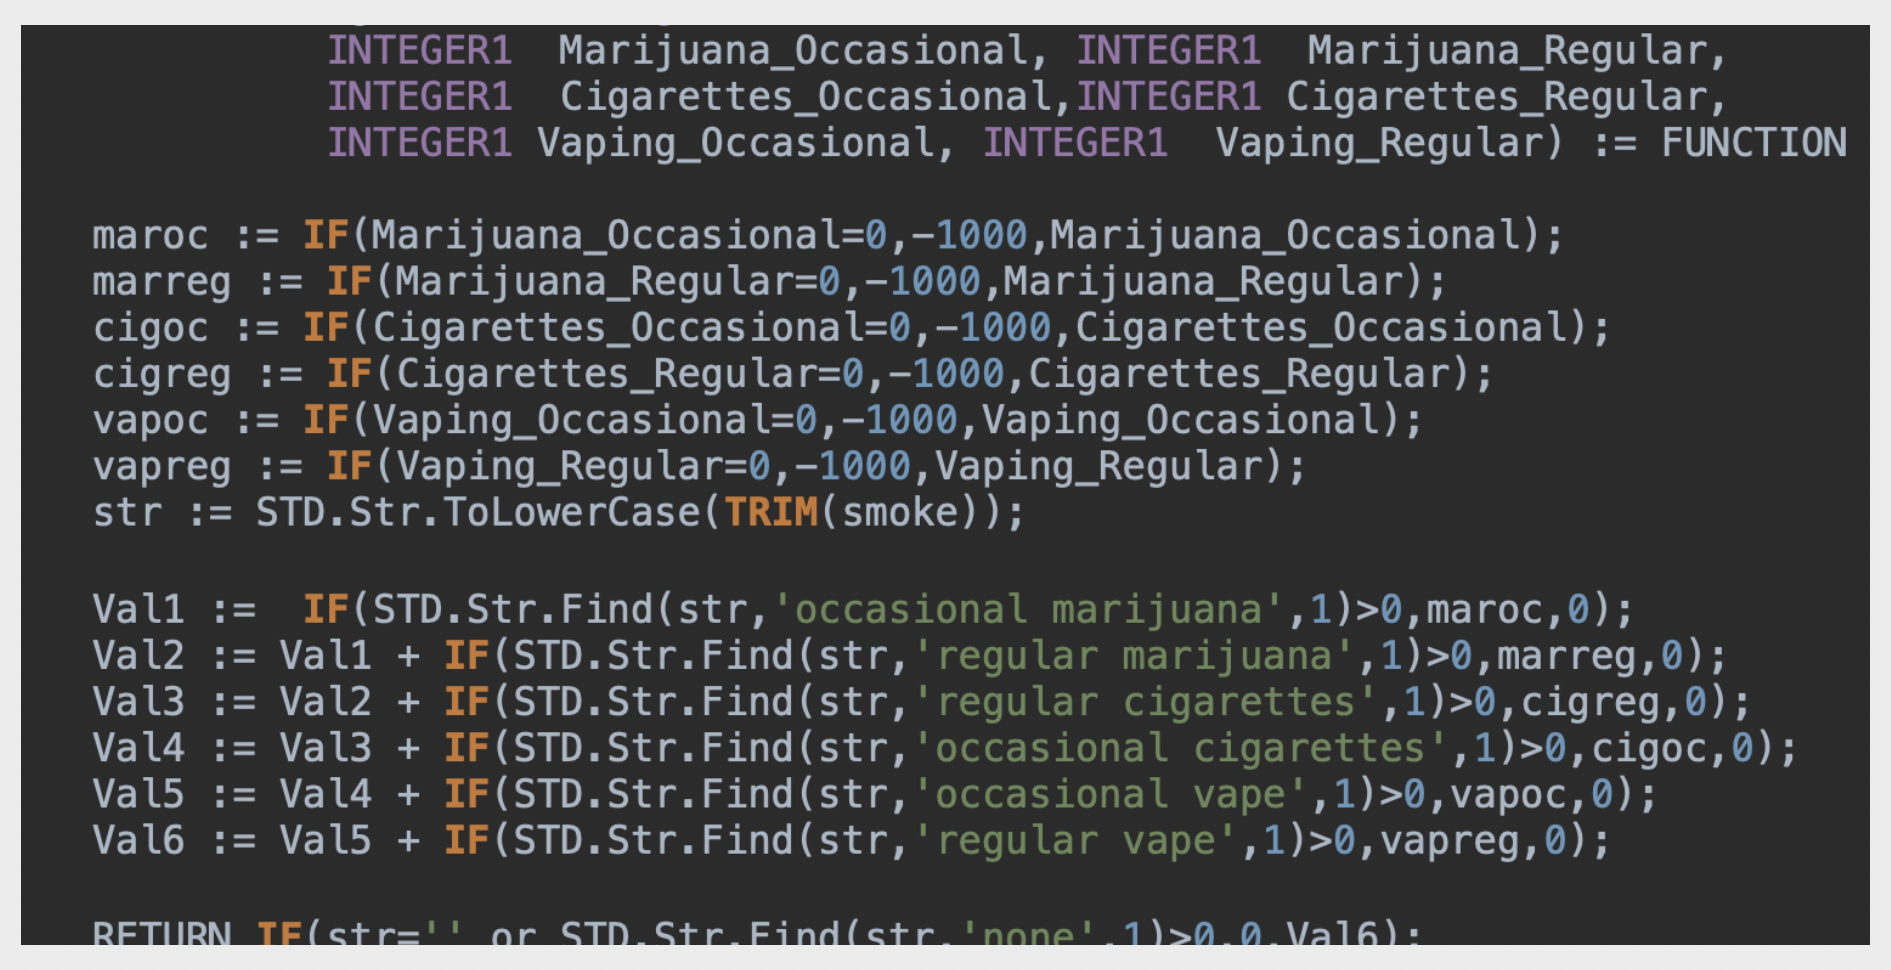 INTEGER1  Marijuana_Occasional, INTEGER1  Marijuana_Regular,
INTEGER1  Cigarettes_Occasional,INTEGER1 Cigarettes_Regular,
INTEGER1 Vaping_Occasional, INTEGER1  Vaping_Regular) := FUNCTION
maroc := IF(Marijuana_Occasional=0,-1000,Marijuana_Occasional);
marreg := IF(Marijuana_Regular=0,-1000,Marijuana_Regular);
cigoc := IF(Cigarettes_Occasional=0,-1000,Cigarettes_Occasional);
cigreg := IF(Cigarettes_Regular=0,-1000,Cigarettes_Regular);
vapoc := IF(Vaping_Occasional=0,-1000,Vaping_Occasional);
vapreg := IF(Vaping_Regular=0,-1000,Vaping_Regular);
str := STD.Str.ToLowerCase(TRIM(smoke));
Val1 :=  IF(STD.Str.Find(str,'occasional marijuana',1)>0,maroc,0);
Val2 := Val1 + IF(STD.Str.Find(str,'regular marijuana',1)>0,marreg,0);
Val3 := Val2 + IF(STD.Str.Find(str,'regular cigarettes',1)>0,cigreg,0);
Val4 := Val3 + IF(STD.Str.Find(str,'occasional cigarettes',1)>0,cigoc,0);
Val5 := Val4 + IF(STD.Str.Find(str,'occasional vape',1)>0,vapoc,0);
Val6 := Val5 + IF(STD.Str.Find(str,'regular vape',1)>0,vapreg,0);
RETURN IF(str='' or STD.Str.Find(str,'none',1)>0,0,Val6);